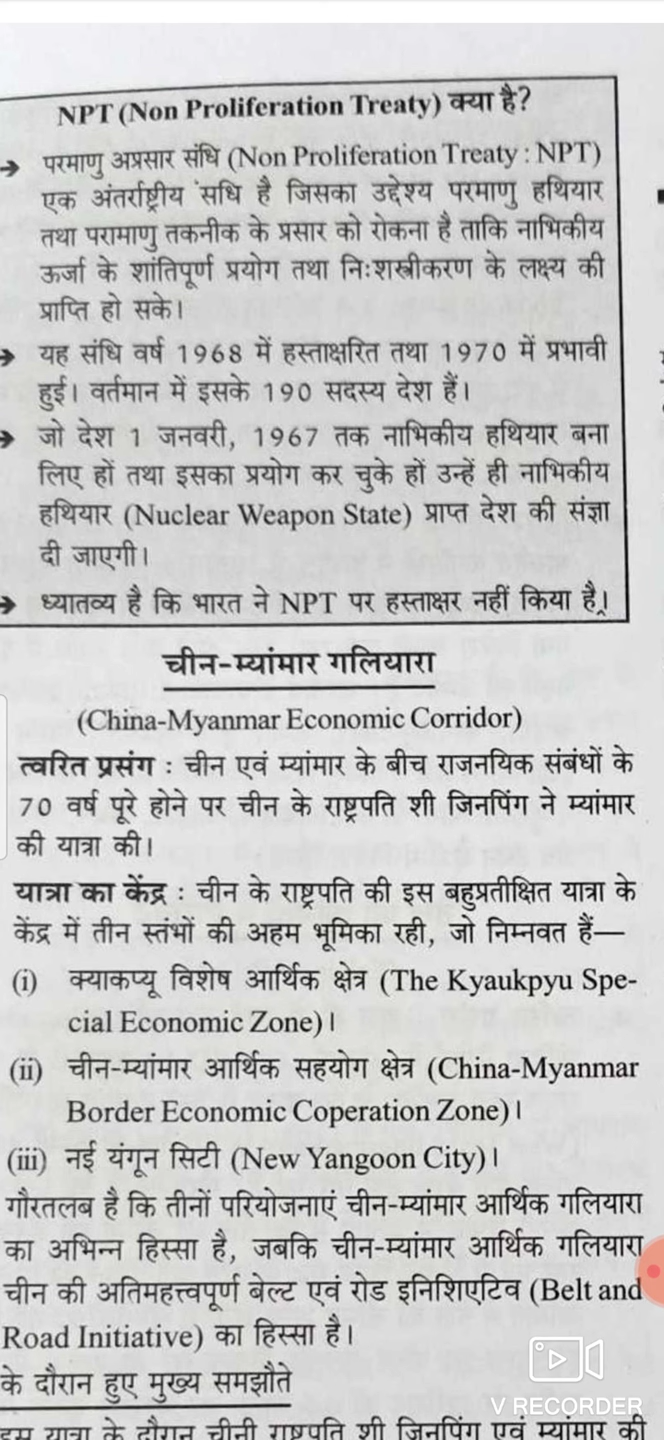 NPT (Non Proliferation Treaty) क्या है?
→ परमाणु अप्रसार संधि (Non Proliferation Treaty : NPT)
एक अंतर्राष्ट्रीय सधि है जिसका उद्देश्य परमाणु हथियार
तथा परामाणु तकनीक के प्रसार को रोकना है ताकि नाभिकीय
ऊर्जा के शांतिपूर्ण प्रयोग तथा निःशस्त्रीकरण के लक्ष्य की
प्राप्ति हो सके।
→ यह संधि वर्ष 1968 में हस्ताक्षरित तथा 1970 में प्रभावी
हुई। वर्तमान में इसके 190 सदस्य देश हैं।
→ जो देश 1 जनवरी, 1967 तक नाभिकीय हथियार बना
लिए हों तथा इसका प्रयोग कर चुके हों उन्हें ही नाभिकीय
हथियार (Nuclear Weapon State) प्राप्त देश की संज्ञा
दी जाएगी।
→ ध्यातव्य है कि भारत ने NPT पर हस्ताक्षर नहीं किया है।
चीन-म्यांमार गलियारा
(China-Myanmar Economic Corridor)
त्वरित प्रसंग : चीन एवं म्यांमार के बीच राजनयिक संबंधों के
70 वर्ष पूरे होने पर चीन के राष्ट्रपति शी जिनपिंग ने म्यांमार
की यात्रा की।
यात्रा का केंद्र : चीन के राष्ट्रपति की इस बहुप्रतीक्षित यात्रा के
केंद्र में तीन स्तंभों की अहम भूमिका रही, जो निम्नवत हैं—
(i) क्याकप्यू विशेष आर्थिक क्षेत्र (The Kyaukpyu Spe-
cial Economic Zone)।
(ii) चीन-म्यांमार आर्थिक सहयोग क्षेत्र (China-Myanmar
Border Economic Coperation Zone)।
(iii) नई यंगून सिटी (New Yangoon City)।
गौरतलब है कि तीनों परियोजनाएं चीन-म्यांमार आर्थिक गलियारा
का अभिन्न हिस्सा है, जबकि चीन-म्यांमार आर्थिक गलियारा
चीन की अतिमहत्त्वपूर्ण बेल्ट एवं रोड इनिशिएटिव (Belt and
Road Initiative) का हिस्सा है।
के दौरान हुए मुख्य समझौते
V RECORDER
इस यात्रा के दौरान चीनी राष्ट्रपति शी जिनपिंग एवं म्यांमार की